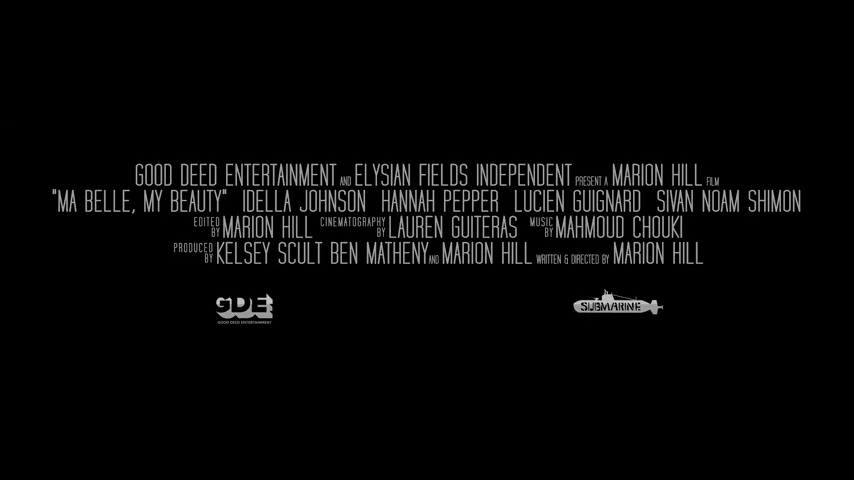 GOOD DEED ENTERTAINMENT AND ELYSIAN FIELDS INDEPENDENT PRESENT A MARION HILL FILM
"MA BELLE, MY BEAUTY" IDELLA JOHNSON HANNAH PEPPER LUCIEN GUIGNARD SIVAN NOAM SHIMON
EDITED BY MARION HILL CINEMATOGRAPHY BY LAUREN GUITERAS MUSIC BY MAHMOUD CHOUKI
PRODUCED BY KELSEY SCULT BEN MATHENY AND MARION HILL WRITTEN & DIRECTED BY MARION HILL
GDE
GOOD DEED ENTERTAINMENT
SUBMARINE